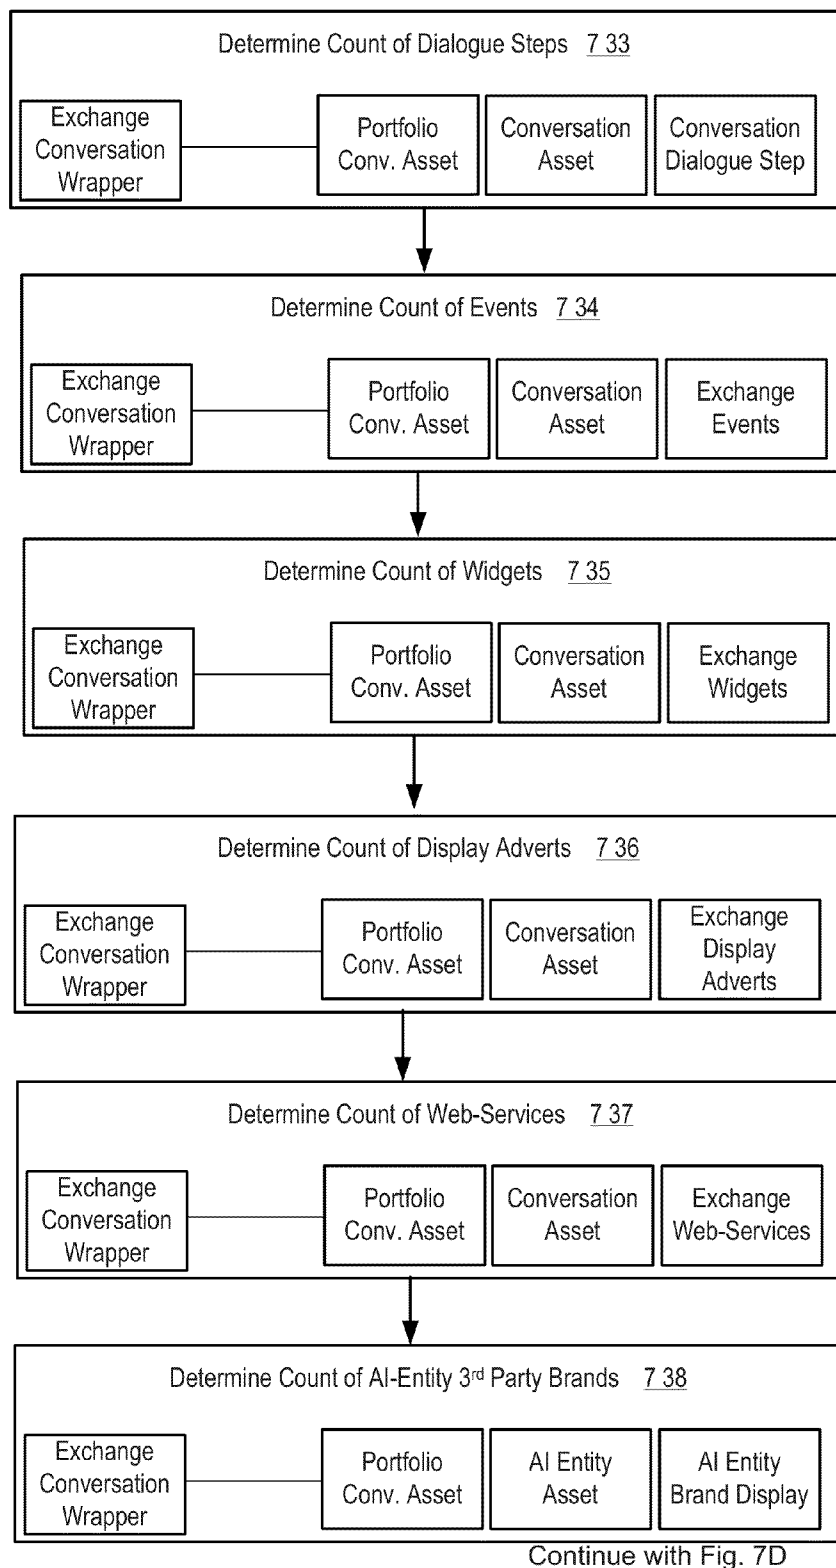 Determine Count of Dialogue Steps 7 33
Exchange
Conversation
Wrapper
Portfolio
Conv. Asset
Conversation
Asset
Conversation
Dialogue Step
Determine Count of Events 7 34
Exchange
Conversation
Wrapper
Portfolio
Conv. Asset
Conversation
Asset
Exchange
Events
Determine Count of Widgets 7 35
Exchange
Conversation
Wrapper
Portfolio
Conv. Asset
Conversation
Asset
Exchange
Widgets
Determine Count of Display Adverts 7 36
Exchange
Conversation
Wrapper
Portfolio
Conv. Asset
Conversation
Asset
Exchange
Display
Adverts
Determine Count of Web-Services 7 37
Exchange
Conversation
Wrapper
Portfolio
Conv. Asset
Conversation
Asset
Exchange
Web-Services
Determine Count of AI-Entity 3rd Party Brands 7 38
Exchange
Conversation
Wrapper
Portfolio
Conv. Asset
AI Entity
Asset
AI Entity
Brand Display
Continue with Fig. 7D